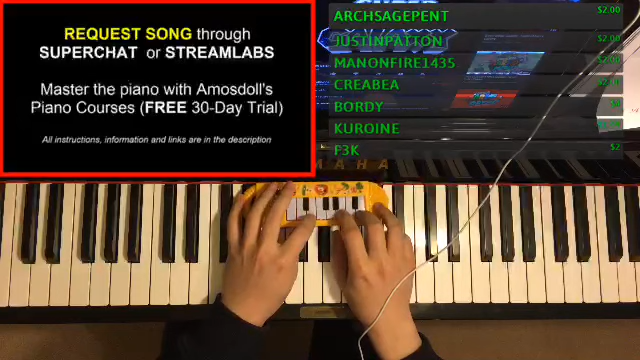 REQUEST SONG through
SUPERCHAT or STREAMLABS
Master the piano with Amosdoll's
Piano Courses (FREE 30-Day Trial)
All instructions, information and links are in the description
ARCHSAGEPENT $2.00
JUSTINPATTON $2.00
MANONFIRE1435
CREABEA
BORDY
KUROINE
P3K $2
YAMAHA